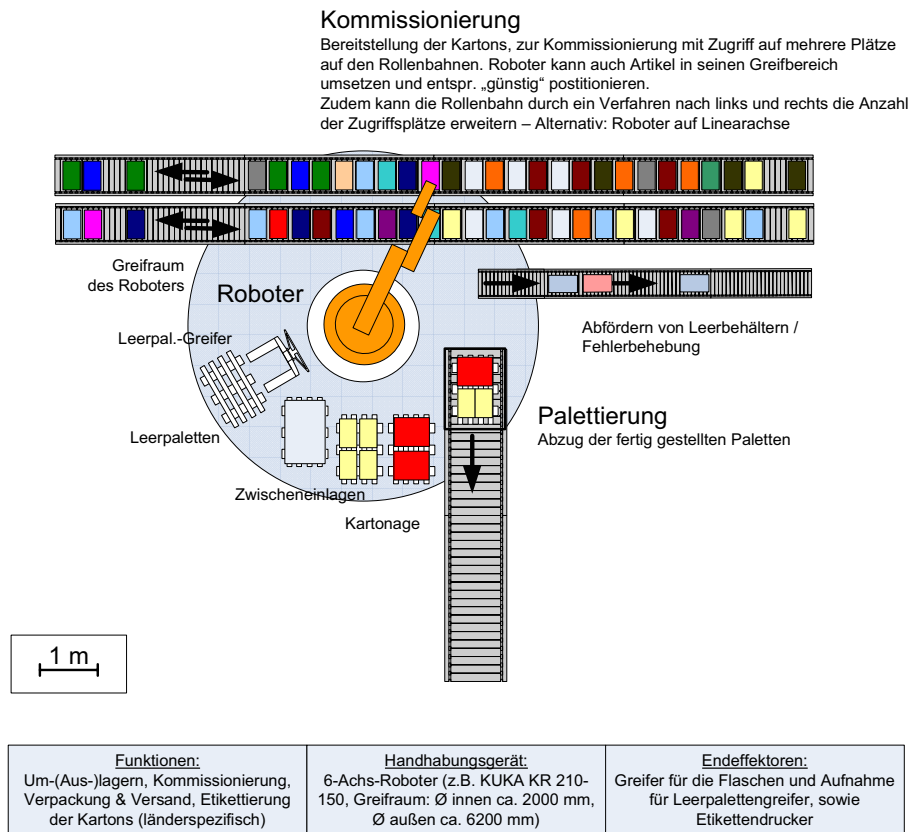 Kommissionierung
Bereitstellung der Kartons, zur Kommissionierung mit Zugriff auf mehrere Plätze
auf den Rollenbahnen. Roboter kann auch Artikel in seinen Greifbereich
umsetzen und entspr. „günstig“ postitionieren.
Zudem kann die Rollenbahn durch ein Verfahren nach links und rechts die Anzahl
der Zugriffsplätze erweitern – Alternativ: Roboter auf Linearachse
Greifraum
des Roboters
Roboter
Leerpal.-Greifer
Abfördern von Leerbehältern /
Fehlerbehebung
Leerpaletten
Palettierung
Abzug der fertig gestellten Paletten
Zwischeneinlagen
Kartonage
1 m
Funktionen:
Um-(Aus-)lagern, Kommissionierung,
Verpackung & Versand, Etikettierung
der Kartons (länderspezifisch)
Handhabungsgerät:
6-Achs-Roboter (z.B. KUKA KR 210-
150, Greifraum: Ø innen ca. 2000 mm,
Ø außen ca. 6200 mm)
Endeffektoren:
Greifer für die Flaschen und Aufnahme
für Leerpalettengreifer, sowie
Etikettendrucker